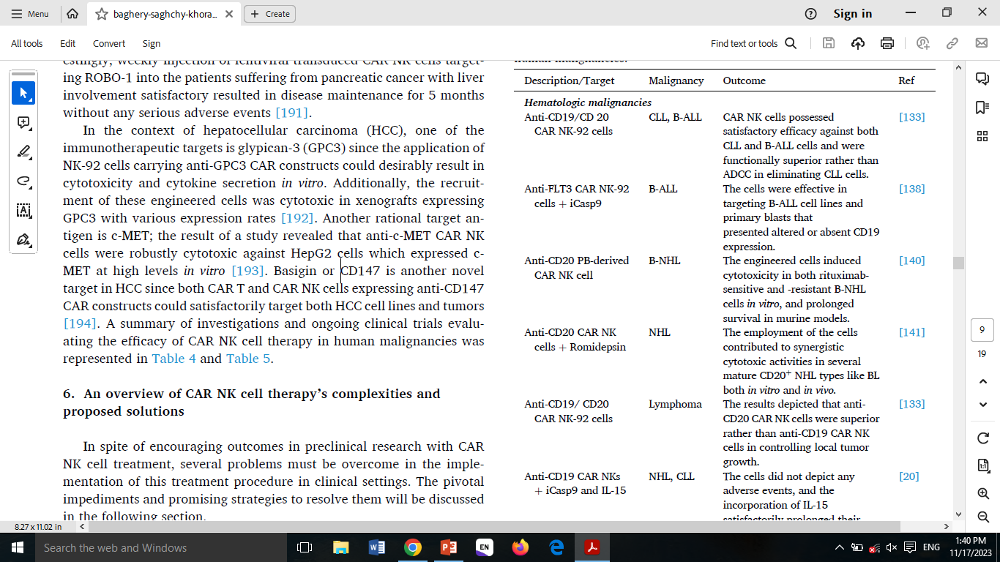 Menu
baghery-saghchy-khora...
Create
Sign in
All tools
Edit
Convert
Sign
Find text or tools
estingly, weekly injection of lentiviral transduced CAR NK cells target-
ing ROBO-1 into the patients suffering from pancreatic cancer with liver
involvement satisfactory resulted in disease maintenance for 5 months
without any serious adverse events [191].
In the context of hepatocellular carcinoma (HCC), one of the
immunotherapeutic targets is glypican-3 (GPC3) since the application of
NK-92 cells carrying anti-GPC3 CAR constructs could desirably result in
cytotoxicity and cytokine secretion in vitro. Additionally, the recruit-
ment of these engineered cells was cytotoxic in xenografts expressing
GPC3 with various expression rates [192]. Another rational target an-
tigen is c-MET; the result of a study revealed that anti-c-MET CAR NK
cells were robustly cytotoxic against HepG2 cells which expressed c-
MET at high levels in vitro [193]. Basigin or CD147 is another novel
target in HCC since both CAR T and CAR NK cells expressing anti-CD147
CAR constructs could satisfactorily target both HCC cell lines and tumors
[194]. A summary of investigations and ongoing clinical trials evalu-
ating the efficacy of CAR NK cell therapy in human malignancies was
represented in Table 4 and Table 5.
6. An overview of CAR NK cell therapy's complexities and
proposed solutions
In spite of encouraging outcomes in preclinical research with CAR
NK cell treatment, several problems must be overcome in the imple-
mentation of this treatment procedure in clinical settings. The pivotal
impediments and promising strategies to resolve them will be discussed
in the following section.
human malignancies.
Description/Target Malignancy Outcome Ref
Hematologic malignancies
Anti-CD19/CD 20 CLL, B-ALL CAR NK cells possessed [133]
CAR NK-92 cells satisfactory efficacy against both
CLL and B-ALL cells and were
functionally superior rather than
ADCC in eliminating CLL cells.
Anti-FLT3 CAR NK-92 B-ALL The cells were effective in [138]
cells + iCasp9 targeting B-ALL cell lines and
primary blasts that
presented altered or absent CD19
expression.
Anti-CD20 PB-derived B-NHL The engineered cells induced [140]
CAR NK cell cytotoxicity in both rituximab-
sensitive and -resistant B-NHL
cells in vitro, and prolonged
survival in murine models.
Anti-CD20 CAR NK NHL The employment of the cells [141]
cells + Romidepsin contributed to synergistic
cytotoxic activities in several
mature CD20+ NHL types like BL
both in vitro and in vivo.
Anti-CD19/ CD20 Lymphoma The results depicted that anti- [133]
CAR NK-92 cells CD20 CAR NK cells were superior
rather than anti-CD19 CAR NK
cells in controlling local tumor
growth.
Anti-CD19 CAR NKs NHL, CLL The cells did not depict any [20]
+ iCasp9 and IL-15 adverse events, and the
incorporation of IL-15
satisfactorily prolonged their
9
19
8.27 x 11.02 in
Search the web and Windows
EN
ENG
1:40 PM
11/17/2023